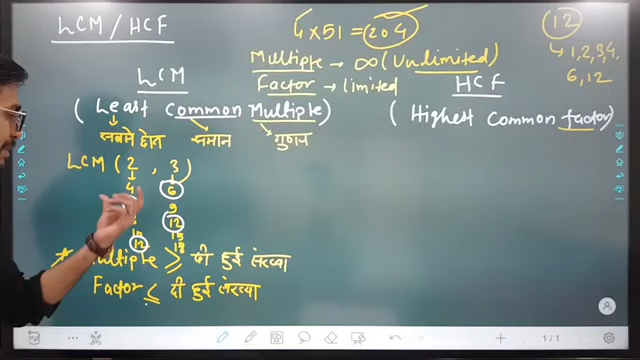 LCM/HCF
4×51=204
12
↳ 1,2,3,4,
6,12
Multiple → ∞ (Unlimited)
Factor → limited
LCM
HCF
(Least Common Multiple)
(Highest Common factor)
सबसे छोटा
समान
गुणज
LCM (2, 3)
4 6
9
12
15
12 18
* Multiple ≥ दी हुई संख्या
Factor ≤ दी हुई संख्या
1/1